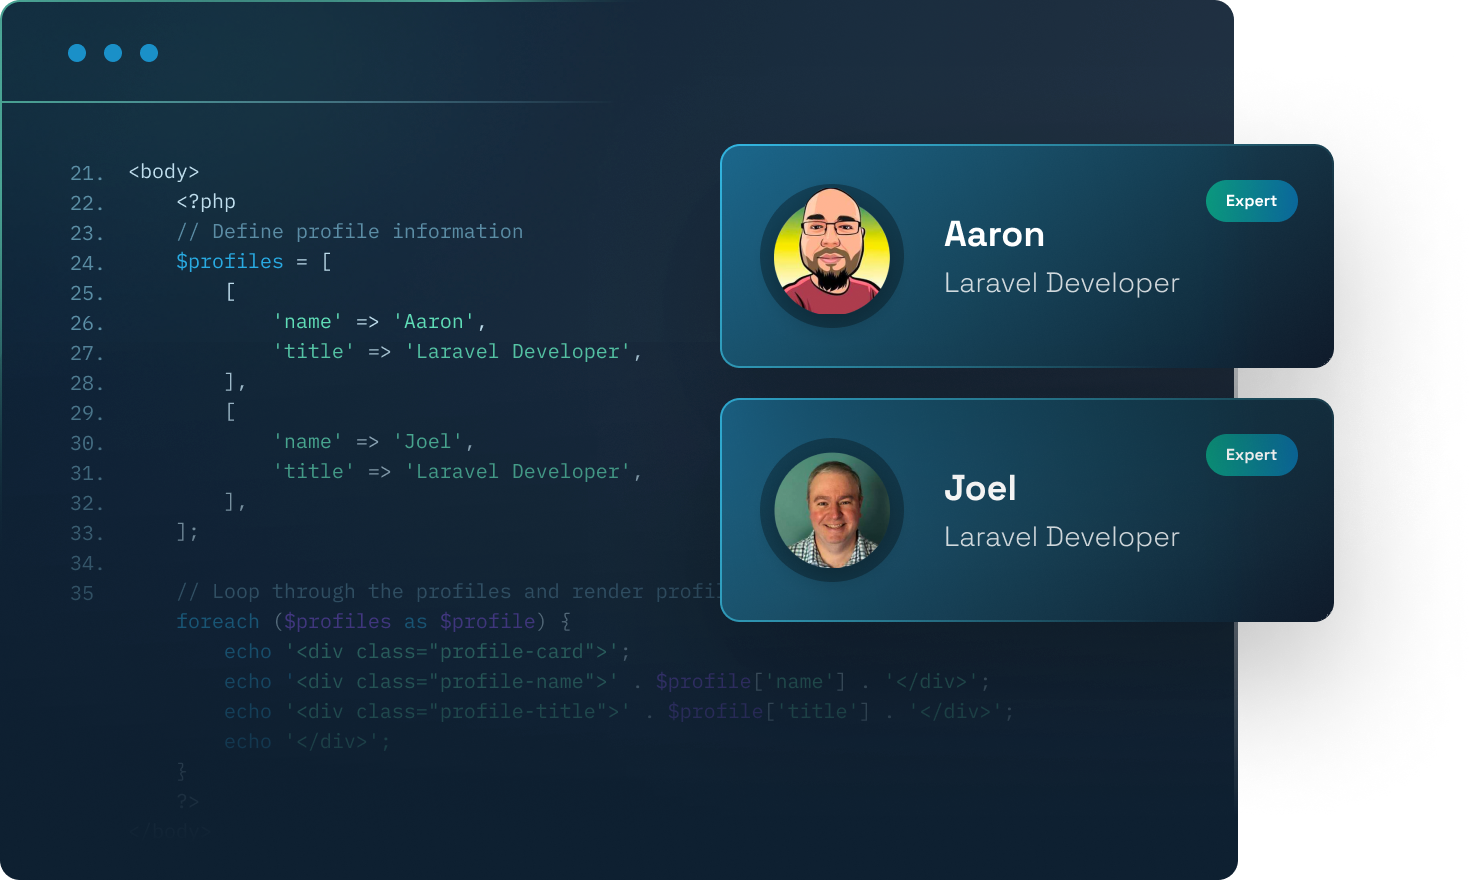 21. <body>
22. <?php
23. // Define profile information
24. $profiles = [
25. [
26. 'name' => 'Aaron',
27. 'title' => 'Laravel Developer',
28. ],
29. [
30. 'name' => 'Joel',
31. 'title' => 'Laravel Developer',
32. ],
33. ];
34.
35 // Loop through the profiles and render profil
foreach ($profiles as $profile) {
echo '<div class="profile-card">';
echo '<div class="profile-name">' . $profile['name'] . '</div>';
echo '<div class="profile-title">' . $profile['title'] . '</div>';
echo '</div>';
}
?>
</body>
Expert
Aaron
Laravel Developer
Expert
Joel
Laravel Developer